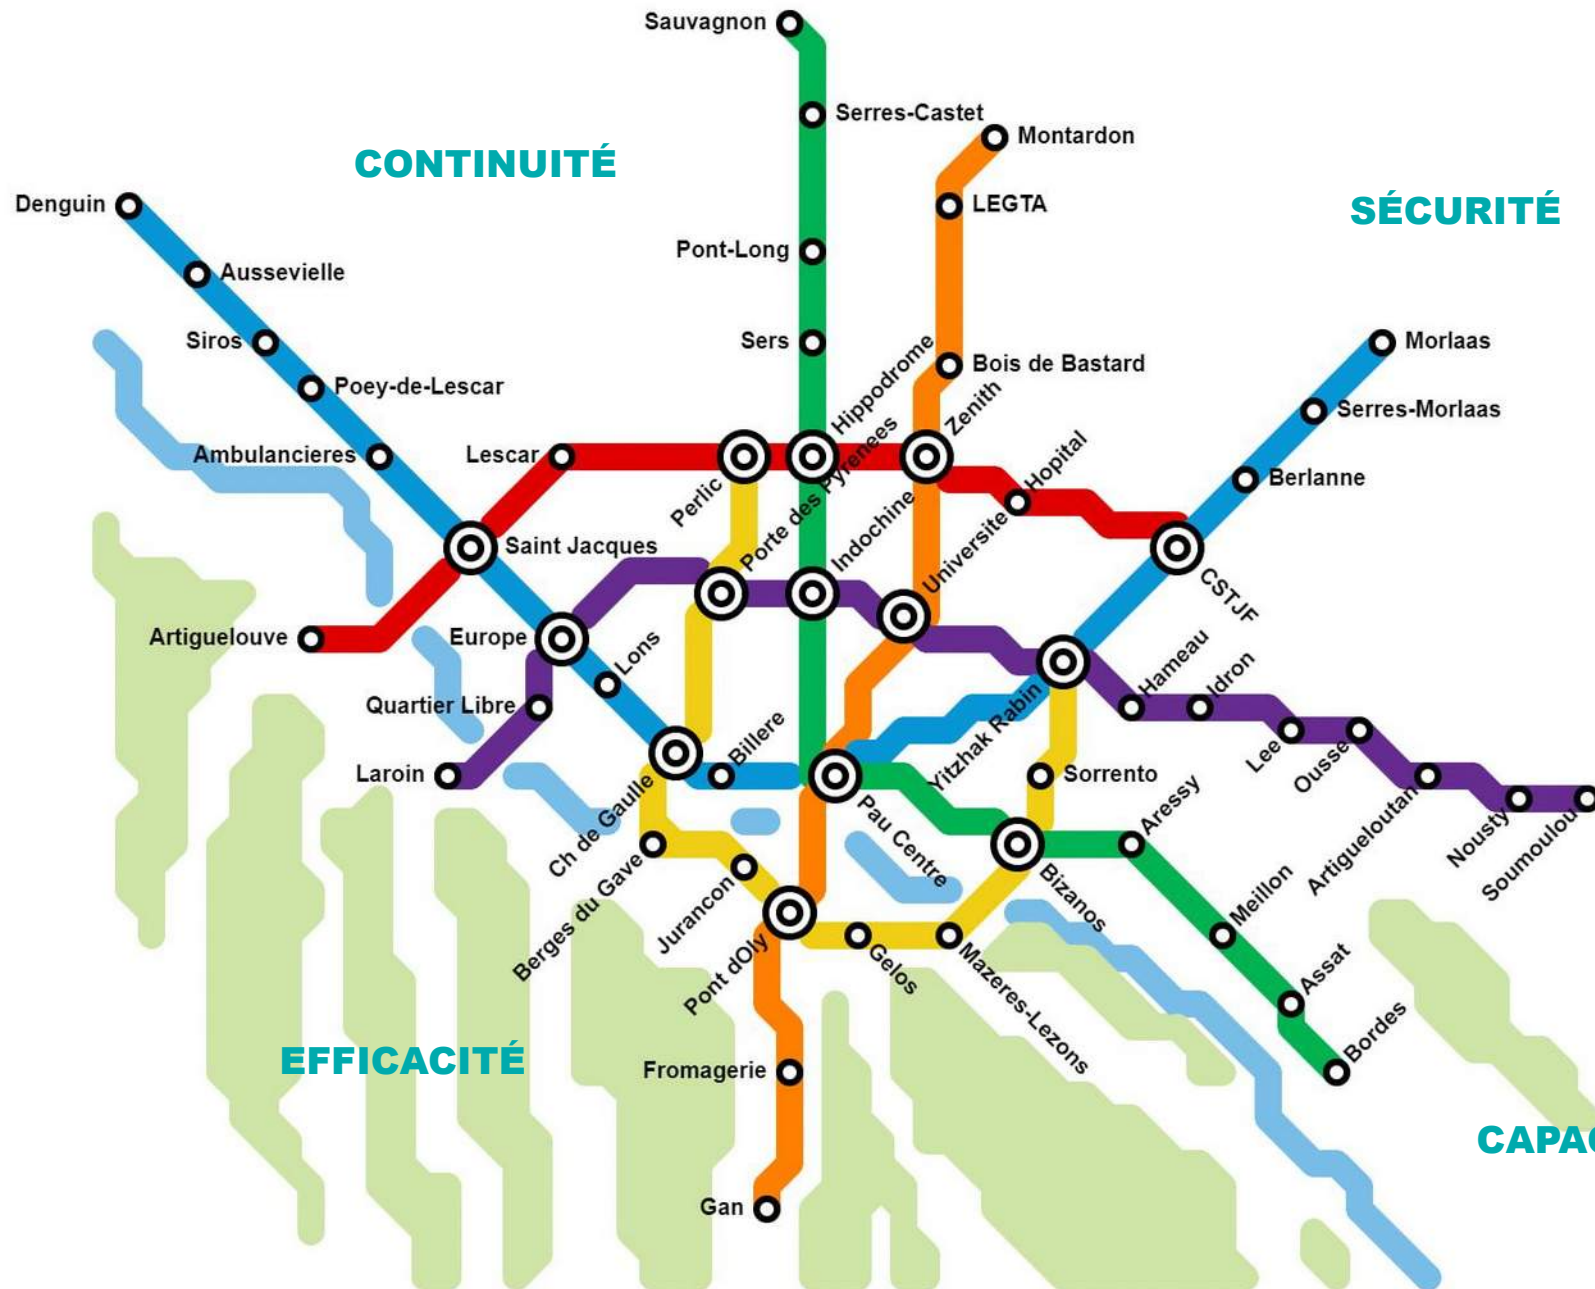 Sauvagnon
Serres-Castet
Montardon
CONTINUITÉ
Denguin
LEGTA
SÉCURITÉ
Pont-Long
Aussevielle
Siros
Sers
Morlaas
Hippodrome
Bois de Bastard
Poey-de-Lescar
Zenith
Serres-Morlaas
Ambulancieres
Lescar
Perlic
Porte des Pyrenees
Hopital
Berlanne
Indochine
Universite
Saint Jacques
CSTJF
Artiguelouve
Europe
Lons
Hameau
Idron
Quartier Libre
Billere
Yitzhak Rabin
Lee
Ousse
Laroin
Ch de Gaulle
Sorrento
Pau Centre
Aressy
Artigueloutan
Nousty
Soumoulou
Berges du Gave
Jurancon
Bizanos
Meillon
Pont dOly
Gelos
Mazeres-Lezons
Assat
Bordes
EFFICACITÉ
Fromagerie
Gan